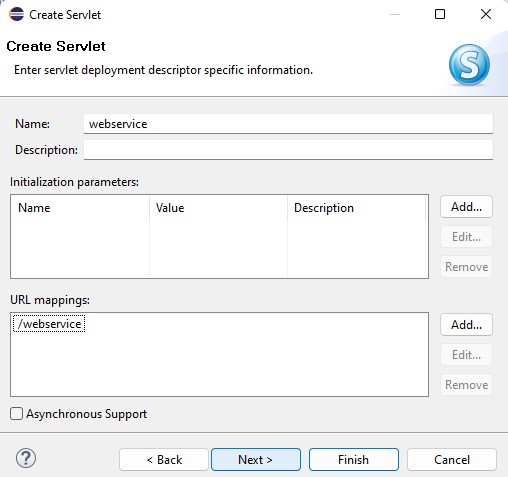 Create Servlet
Create Servlet
Enter servlet deployment descriptor specific information.
S
Name: webservice
Description:
Initialization parameters:
Name Value Description
Add...
Edit...
Remove
URL mappings:
/webservice
Add...
Edit...
Remove
Asynchronous Support
? < Back Next > Finish Cancel